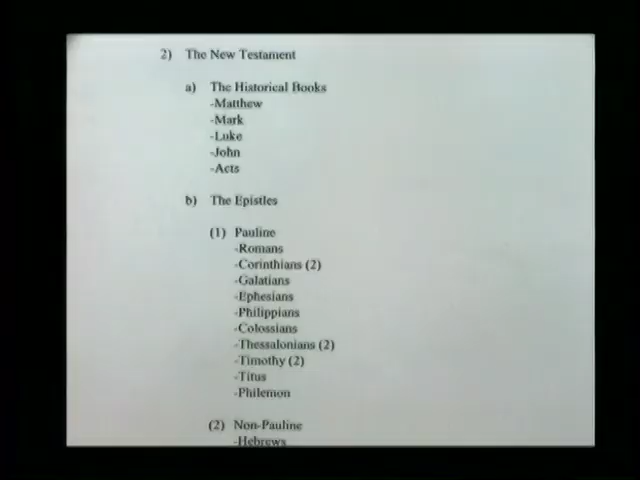 2) The New Testament
a) The Historical Books
-Matthew
-Mark
-Luke
-John
-Acts
b) The Epistles
(1) Pauline
-Romans
-Corinthians (2)
-Galatians
-Ephesians
-Philippians
-Colossians
-Thessalonians (2)
-Timothy (2)
-Titus
-Philemon
(2) Non-Pauline
-Hebrews